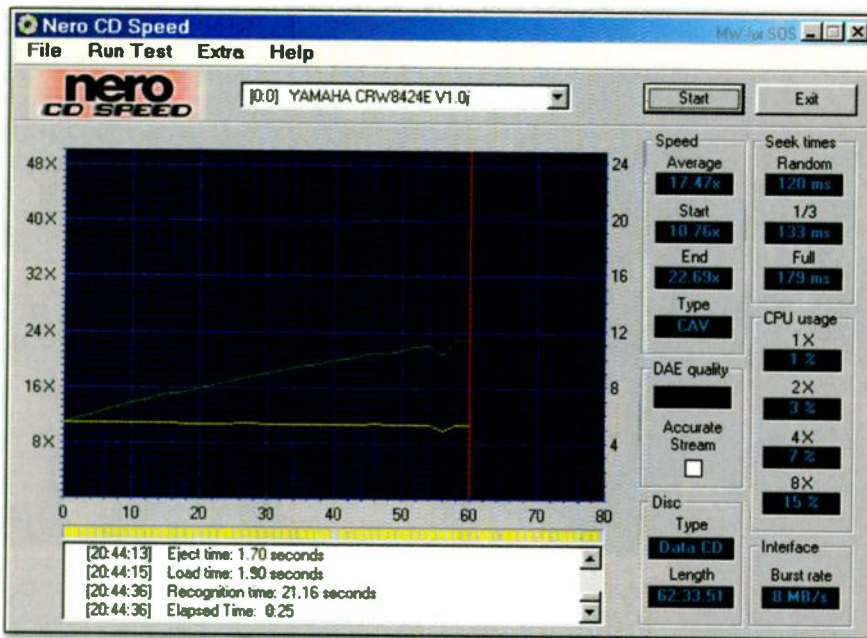 Nero CD Speed
MW for SOS
File Run Test Extra Help
nero
CD SPEED
[0:0] YAMAHA CRW8424E V1.0j
Start
Exit
48X
40X
32X
24X
16X
8X
24
20
16
12
8
4
0 10 20 30 40 50 60 70 80
[20:44:13] Eject time: 1.70 seconds
[20:44:15] Load time: 1.90 seconds
[20:44:36] Recognition time: 21.16 seconds
[20:44:36] Elapsed Time: 0:25
Speed
Average
17.47x
Start
10.76x
End
22.69x
Type
CAV
DAE quality
Accurate
Stream
Disc
Type
Data CD
Length
62:33.51
Seek times
Random
120 ms
1/3
133 ms
Full
179 ms
CPU usage
1X
1 %
2X
3 %
4X
7 %
8X
15 %
Interface
Burst rate
8 MB/s